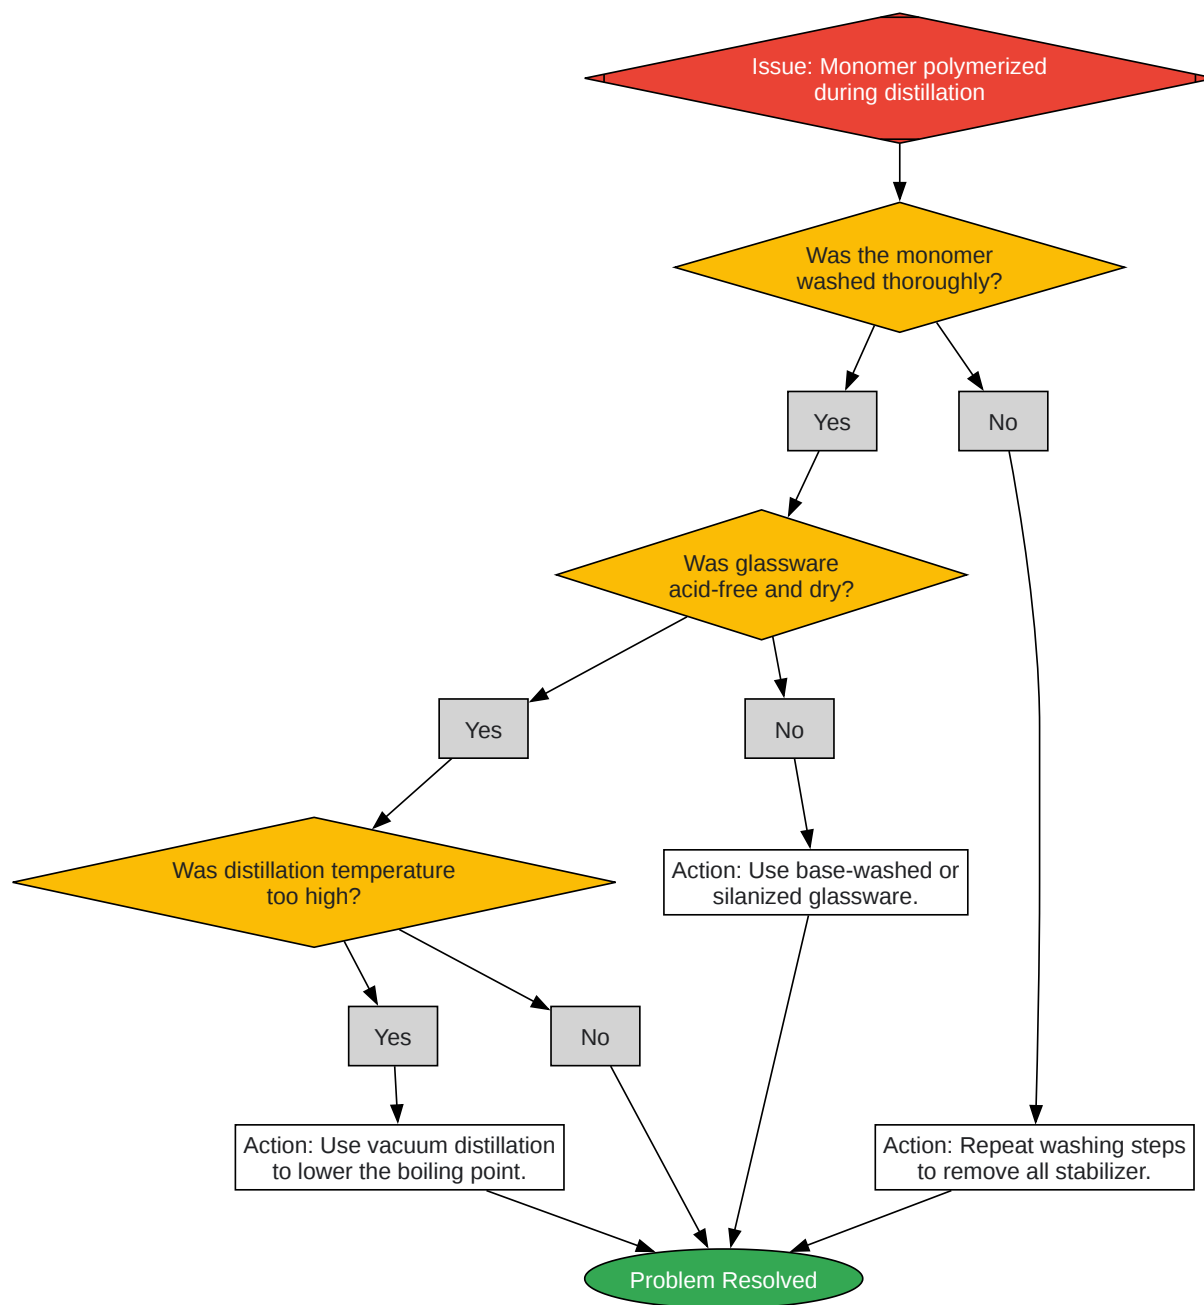 Issue: Monomer polymerized
during distillation
Was the monomer
washed thoroughly?
Yes
No
Was glassware
acid-free and dry?
Yes
No
Was distillation temperature
too high?
Action: Use base-washed or
silanized glassware.
Yes
No
Action: Use vacuum distillation
to lower the boiling point.
Action: Repeat washing steps
to remove all stabilizer.
Problem Resolved